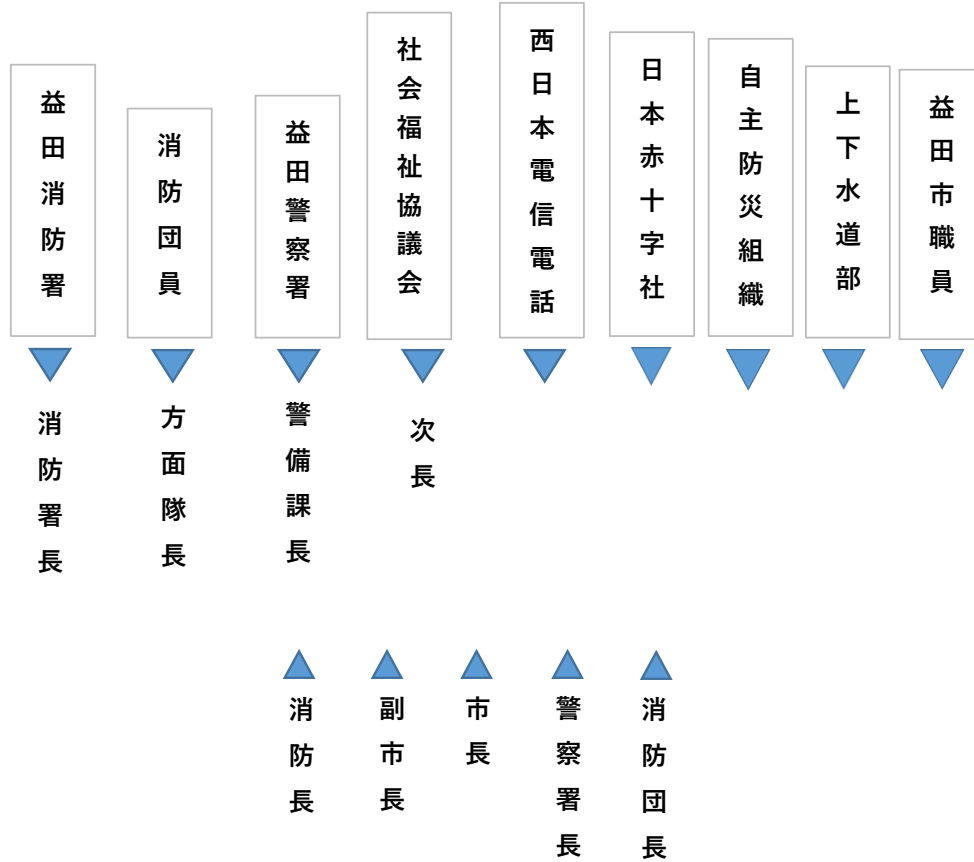 益田消防署
消防団員
益田警察署
社会福祉協議会
西日本電信電話
日本赤十字社
自主防災組織
上下水道部
益田市職員
消防署長
方面隊長
警備課長
次長
消防長
副市長
市長
警察署長
消防団長